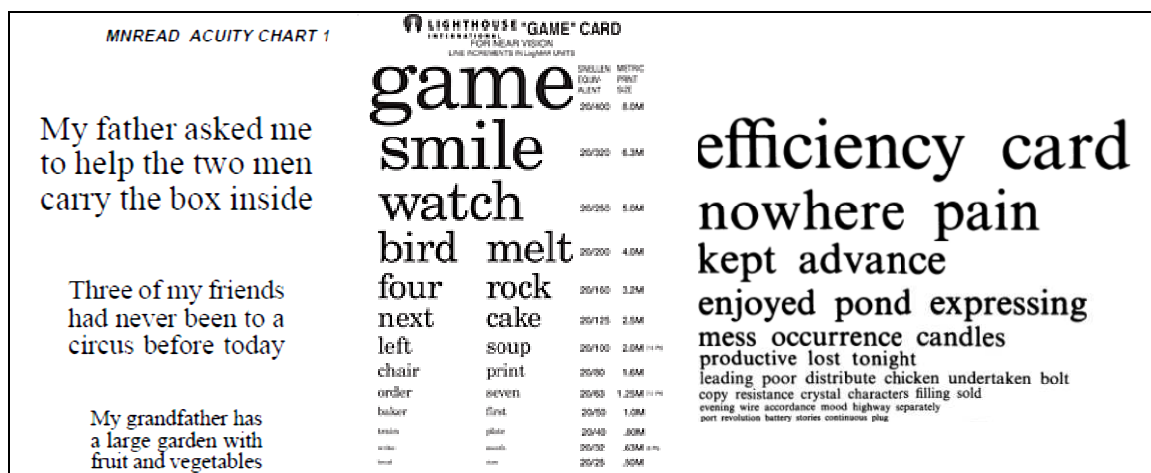 MNREAD ACUITY CHART 1
My father asked me
to help the two men
carry the box inside
Three of my friends
had never been to a
circus before today
My grandfather has
a large garden with
fruit and vegetables
LIGHTHOUSE "GAME" CARD
INTERNATIONAL
FOR NEAR VISION
LINE INCREMENTS IN LogMAR UNITS
SNELLEN METRIC
EQUIV- PRINT
ALENT SIZE
game 20/400 8.0M
smile 20/320 6.3M
watch 20/250 5.0M
bird melt 20/200 4.0M
four rock 20/160 3.2M
next cake 20/125 2.5M
left soup 20/100 2.0M
chair print 20/80 1.6M
order seven 20/63 1.25M
baker first 20/50 1.0M
plate 20/40 .80M
20/32 .63M
20/25 .50M
efficiency card
nowhere pain
kept advance
enjoyed pond expressing
mess occurrence candles
productive lost tonight
leading poor distribute chicken undertaken bolt
copy resistance crystal characters filling sold
evening wire accordance mood highway separately
port revolution battery stories continuous plug